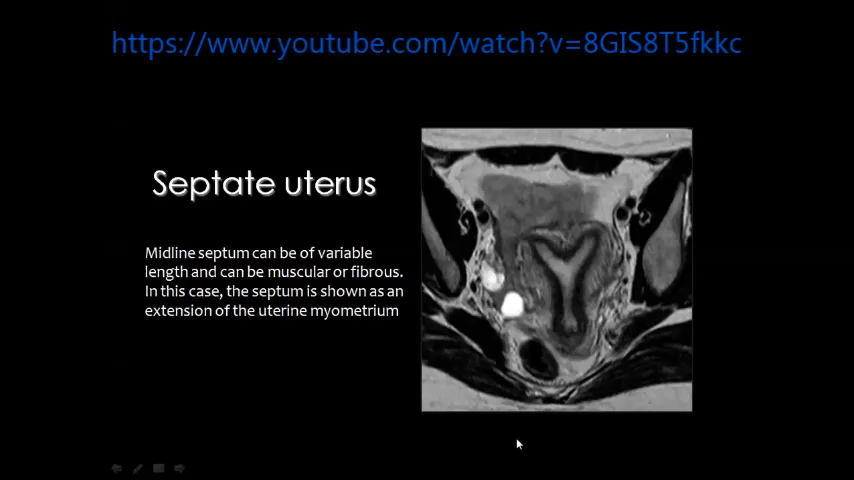 https://www.youtube.com/watch?v=8GIS8T5fkkc
Septate uterus
Midline septum can be of variable
length and can be muscular or fibrous.
In this case, the septum is shown as an
extension of the uterine myometrium